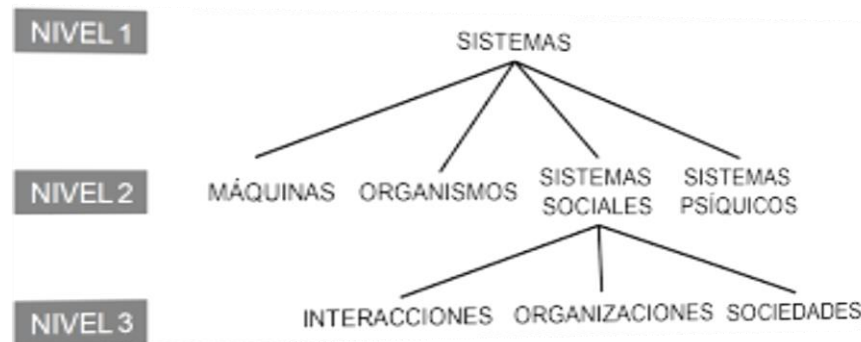 NIVEL 1
SISTEMAS
NIVEL 2
MÁQUINAS
ORGANISMOS
SISTEMAS
SOCIALES
SISTEMAS
PSÍQUICOS
NIVEL 3
INTERACCIONES
ORGANIZACIONES
SOCIEDADES